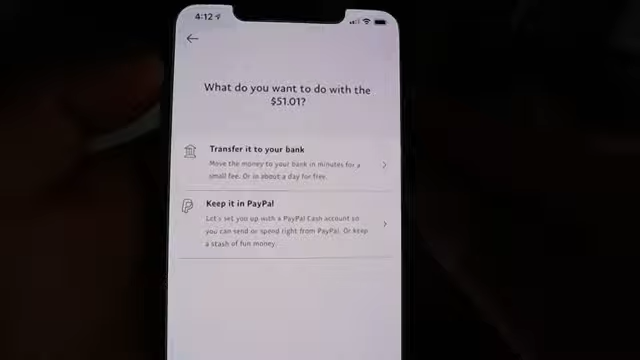 4:12
What do you want to do with the
$51.01?
Transfer it to your bank
Move the money to your bank in minutes for a
small fee. Or in about a day for free.
Keep it in PayPal
Let's set you up with a PayPal Cash account so
you can send or spend right from PayPal. Or keep
a stash of fun money.